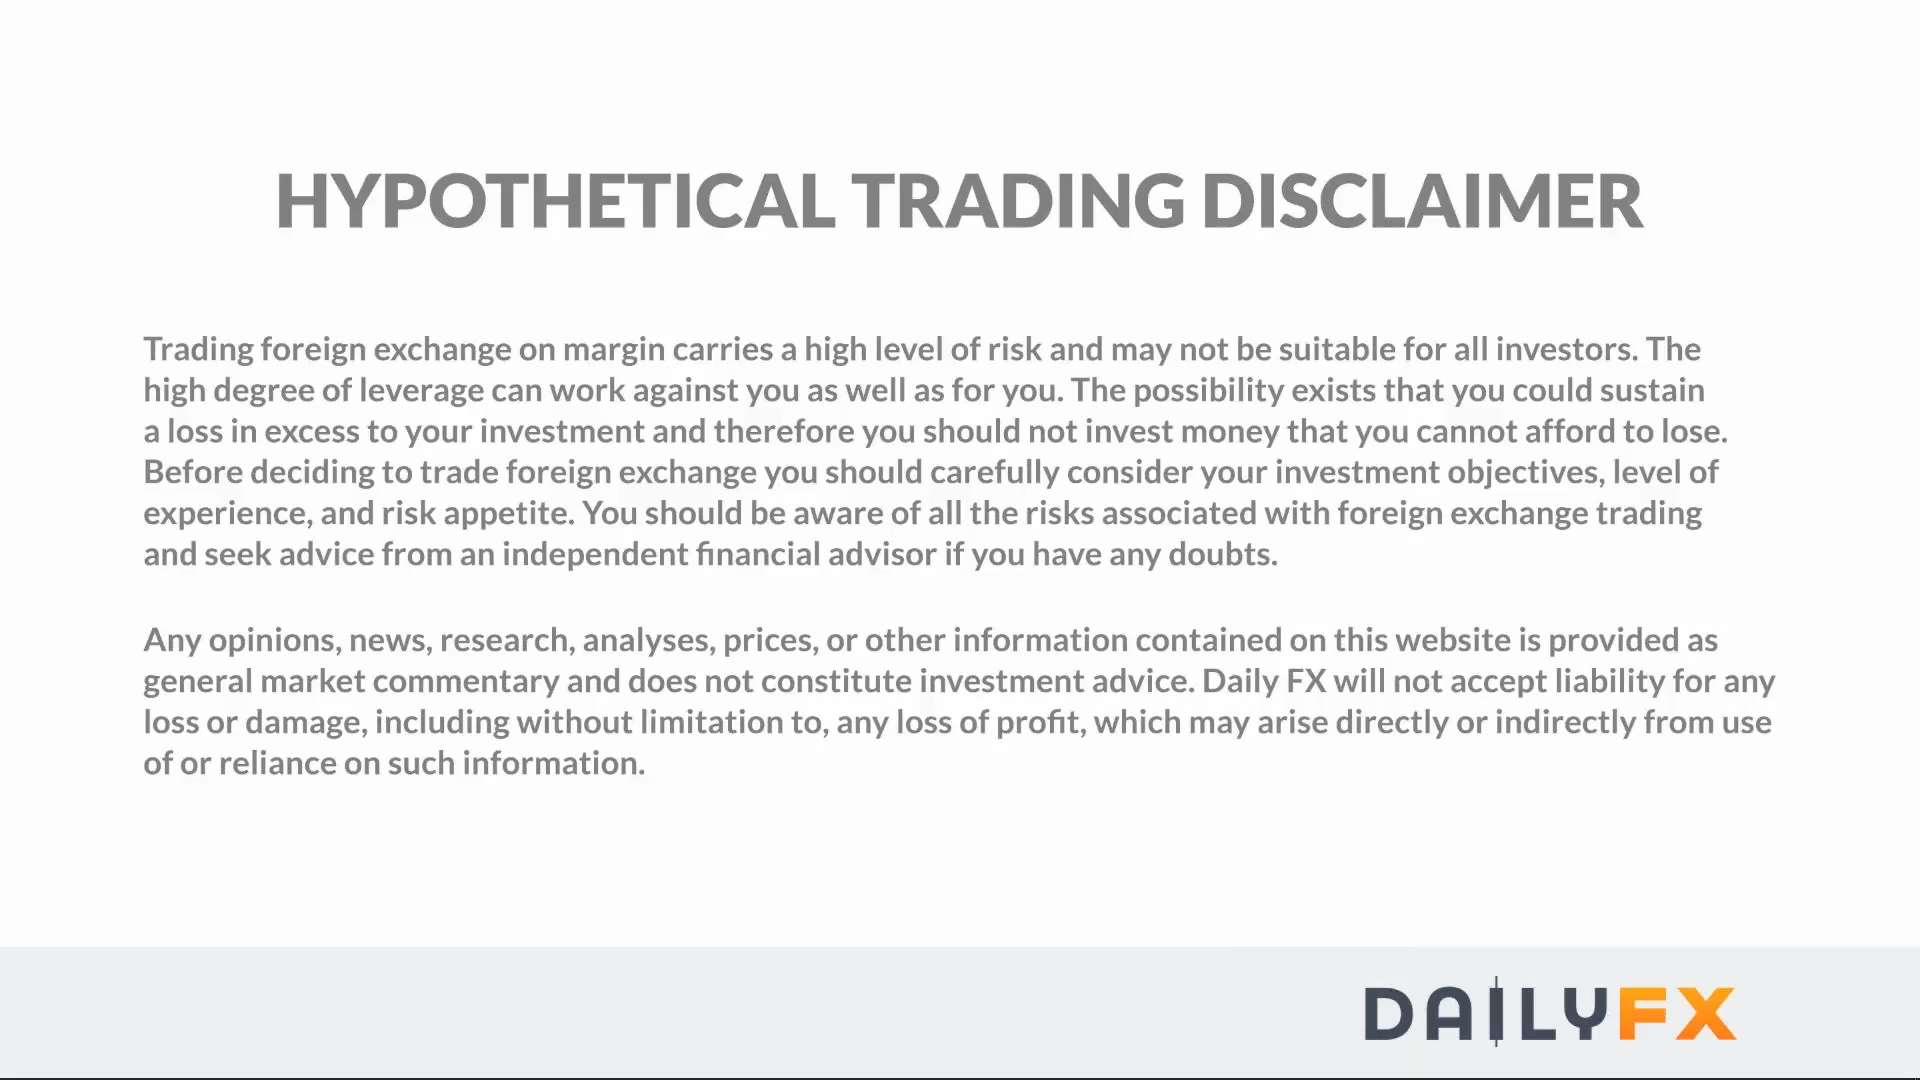 HYPOTHETICAL TRADING DISCLAIMER
Trading foreign exchange on margin carries a high level of risk and may not be suitable for all investors. The
high degree of leverage can work against you as well as for you. The possibility exists that you could sustain
a loss in excess to your investment and therefore you should not invest money that you cannot afford to lose.
Before deciding to trade foreign exchange you should carefully consider your investment objectives, level of
experience, and risk appetite. You should be aware of all the risks associated with foreign exchange trading
and seek advice from an independent financial advisor if you have any doubts.
Any opinions, news, research, analyses, prices, or other information contained on this website is provided as
general market commentary and does not constitute investment advice. Daily FX will not accept liability for any
loss or damage, including without limitation to, any loss of profit, which may arise directly or indirectly from use
of or reliance on such information.
DAILYFX